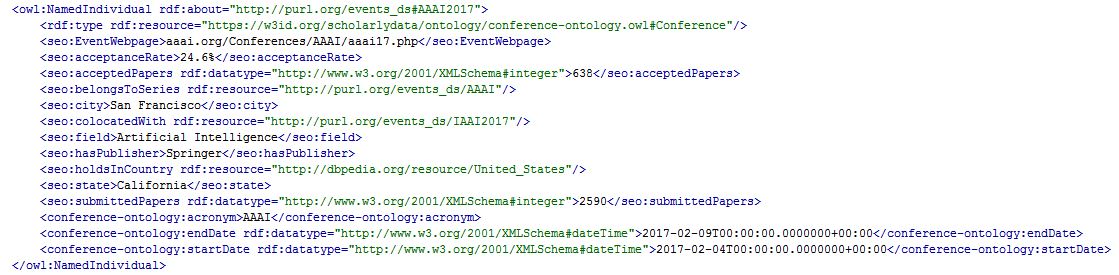 <owl:NamedIndividual rdf:about="http://purl.org/events_ds#AAAI2017">
<rdf:type rdf:resource="https://w3id.org/scholarlydata/ontology/conference-ontology.owl#Conference"/>
<seo:EventWebpage>aaai.org/Conferences/AAAI/aaai17.php</seo:EventWebpage>
<seo:acceptanceRate>24.6%</seo:acceptanceRate>
<seo:acceptedPapers rdf:datatype="http://www.w3.org/2001/XMLSchema#integer">638</seo:acceptedPapers>
<seo:belongsToSeries rdf:resource="http://purl.org/events_ds/AAAI"/>
<seo:city>San Francisco</seo:city>
<seo:colocatedWith rdf:resource="http://purl.org/events_ds/IAAI2017"/>
<seo:field>Artificial Intelligence</seo:field>
<seo:hasPublisher>Springer</seo:hasPublisher>
<seo:holdsInCountry rdf:resource="http://dbpedia.org/resource/United_States"/>
<seo:state>California</seo:state>
<seo:submittedPapers rdf:datatype="http://www.w3.org/2001/XMLSchema#integer">2590</seo:submittedPapers>
<conference-ontology:acronym>AAAI</conference-ontology:acronym>
<conference-ontology:endDate rdf:datatype="http://www.w3.org/2001/XMLSchema#dateTime">2017-02-09T00:00:00.0000000+00:00</conference-ontology:endDate>
<conference-ontology:startDate rdf:datatype="http://www.w3.org/2001/XMLSchema#dateTime">2017-02-04T00:00:00.0000000+00:00</conference-ontology:startDate>
</owl:NamedIndividual>